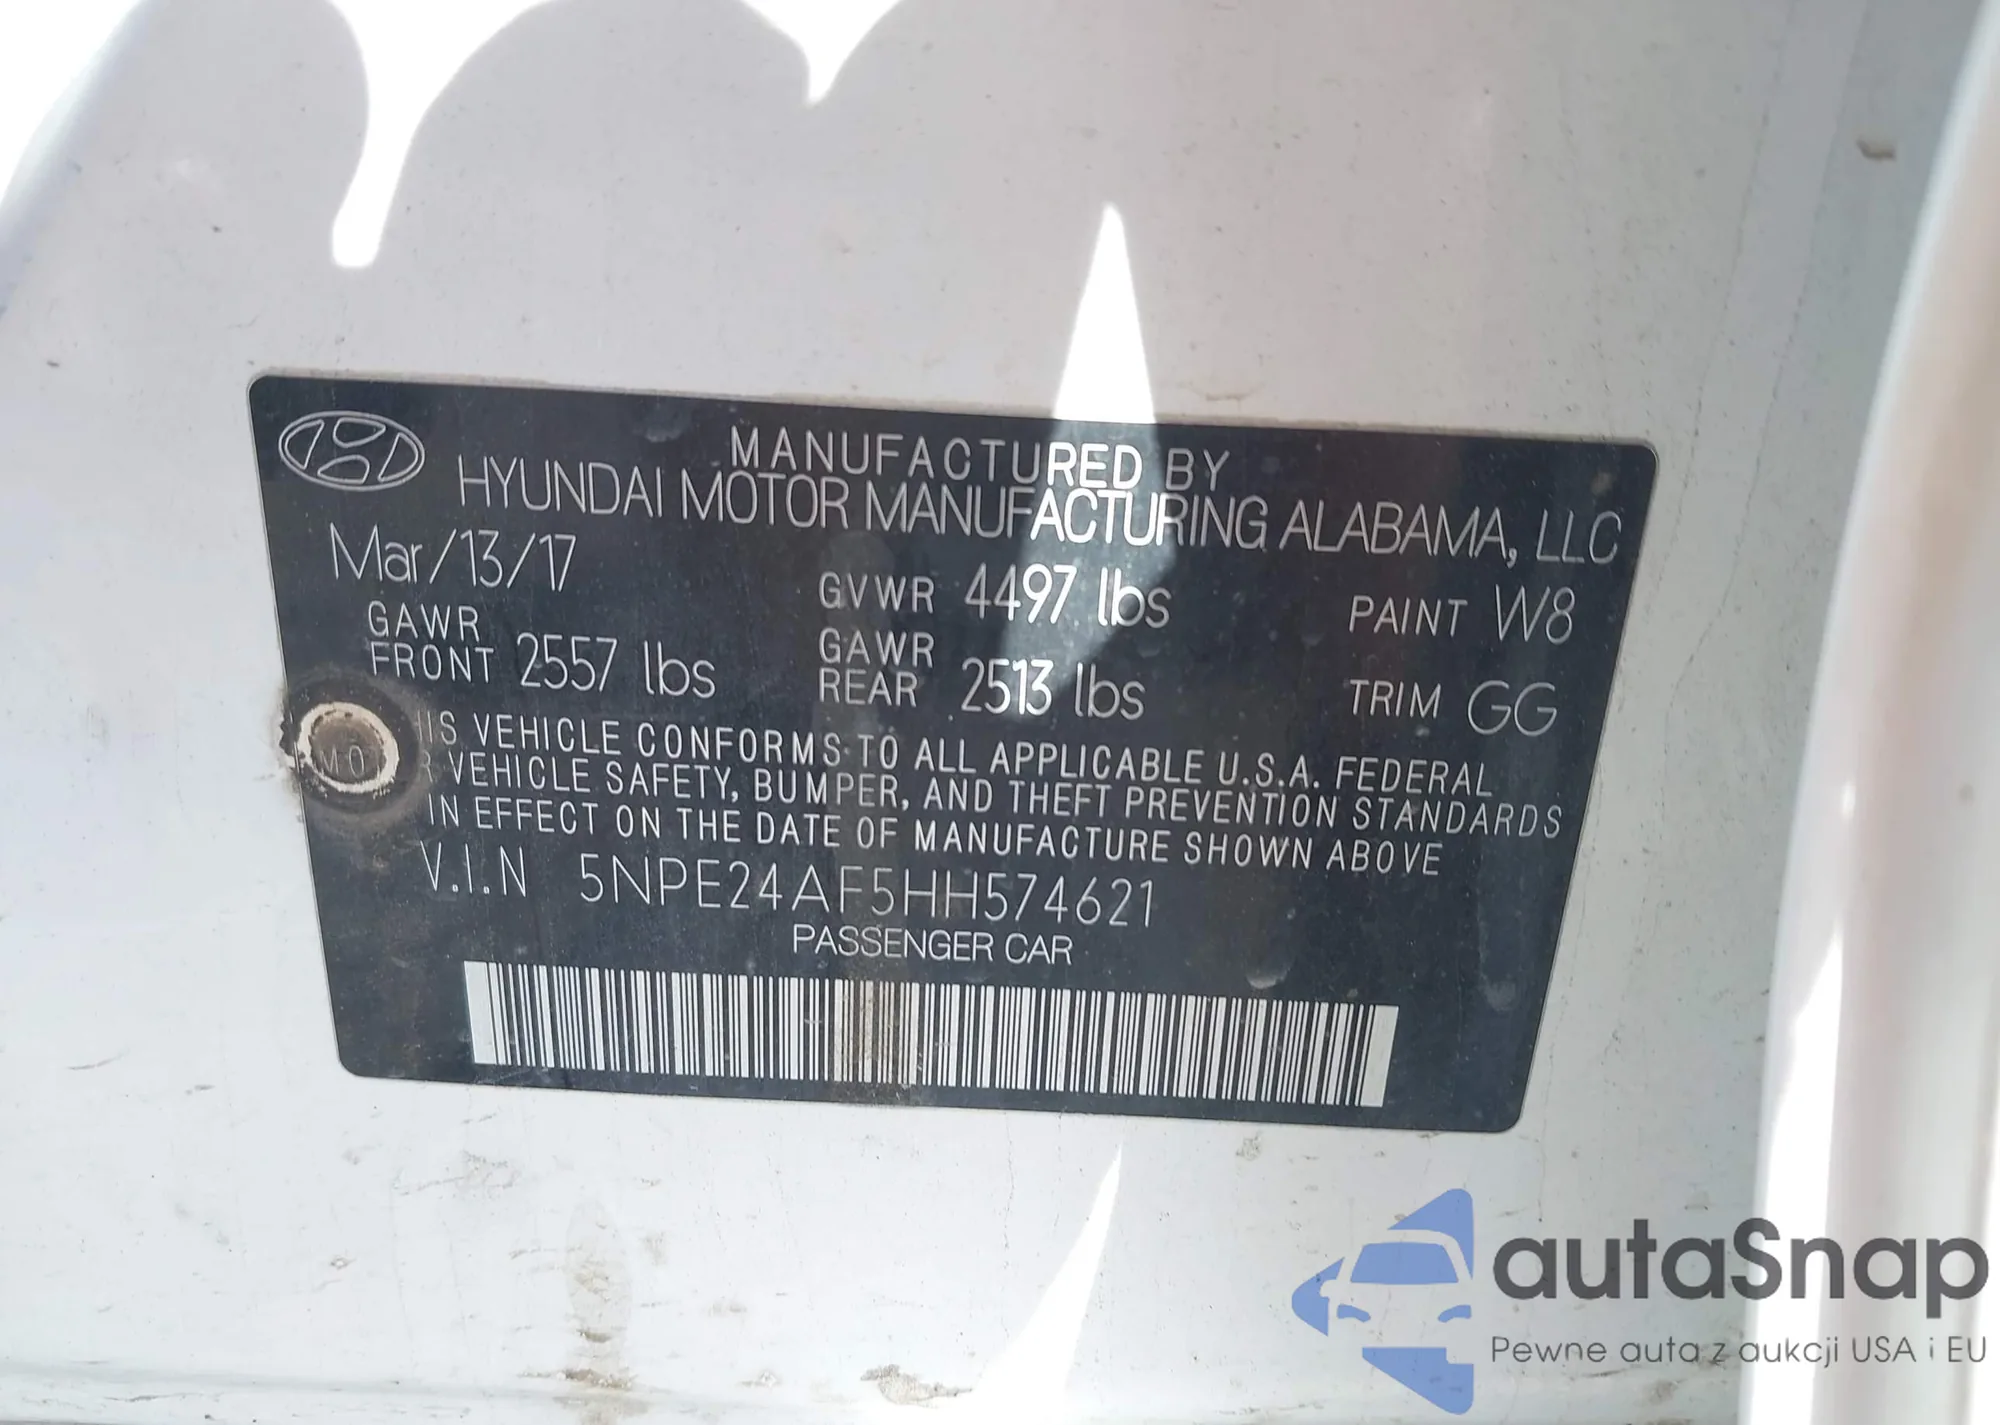 MANUFACTURED BY
HYUNDAI MOTOR MANUFACTURING ALABAMA, LLC
Mar/13/17
GVWR 4497 lbs
PAINT W8
GAWR FRONT 2557 lbs
GAWR REAR 2513 lbs
TRIM GG
VEHICLE CONFORMS TO ALL APPLICABLE U.S.A. FEDERAL
VEHICLE SAFETY, BUMPER, AND THEFT PREVENTION STANDARDS
IN EFFECT ON THE DATE OF MANUFACTURE SHOWN ABOVE
V.I.N 5NPE24AF5HH574621
PASSENGER CAR
autaSnap
Pewne auta z aukcji USA i EU